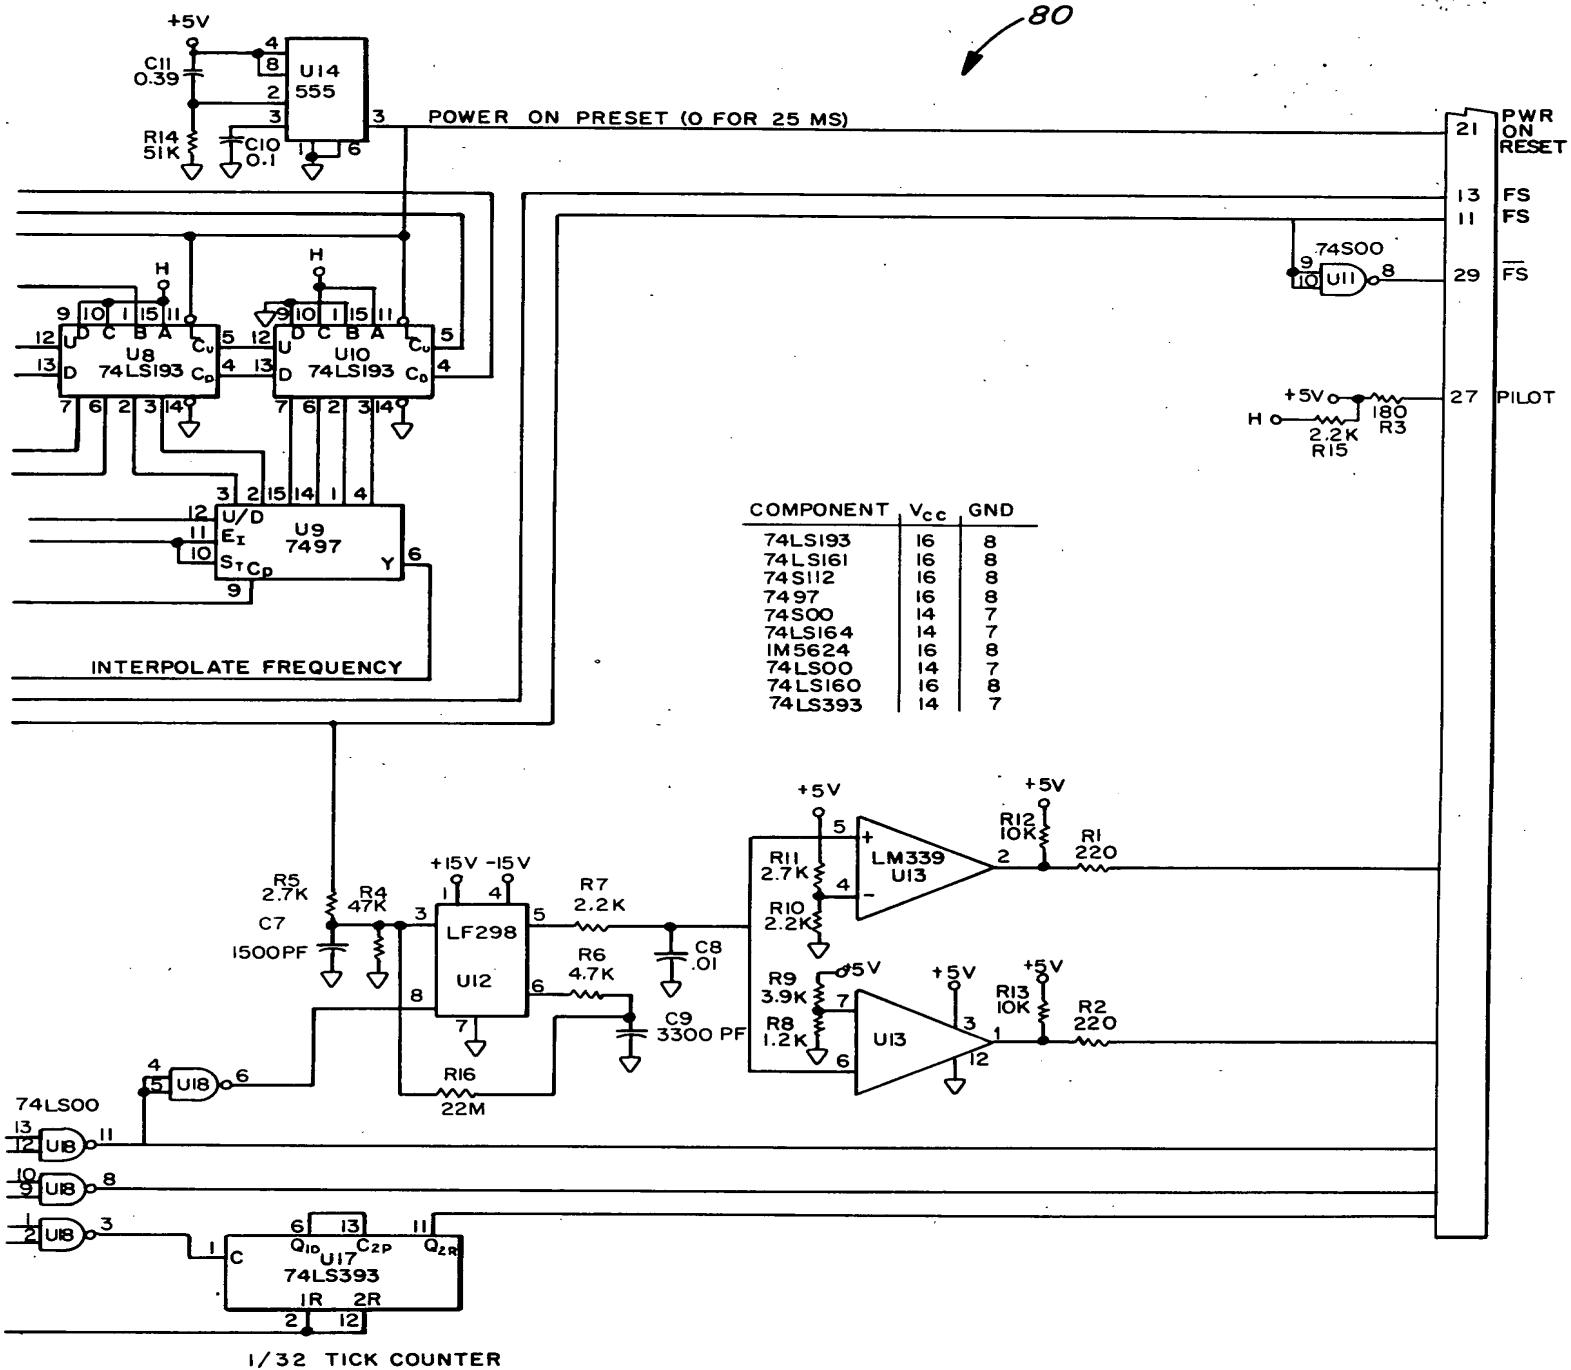 80
+5V
C11
0.39
4
8
2
3
U14
555
3
R14
51K
C10
0.1
1
6
POWER ON PRESET (0 FOR 25 MS)
21
PWR
ON
RESET
13
FS
11
FS
74S00
9
10
U11
8
29
FS
H
H
9
10
1
15
11
D
C
B
A
L
12
U
U8
CU
5
13
D
74LS193
CD
4
7
6
2
3
14
9
10
1
15
11
D
C
B
A
L
12
U
U10
CU
5
13
D
74LS193
CD
4
7
6
2
3
14
+5V
180
R3
27
PILOT
H
2.2K
R15
3
2
15
14
1
4
12
U/D
U9
11
EI
7497
10
ST
CP
Y
6
9
INTERPOLATE FREQUENCY
COMPONENT VCC GND
74LS193 16 8
74LS161 16 8
74S112 16 8
7497 16 8
74S00 14 7
74LS164 14 7
IM5624 16 8
74LS00 14 7
74LS160 16 8
74LS393 14 7
R5
2.7K
R4
47K
C7
1500PF
+15V
-15V
1
4
3
LF298
5
U12
6
8
7
R7
2.2K
R6
4.7K
C8
.01
C9
3300 PF
R16
22M
+5V
R11
2.7K
R10
2.2K
5
+
LM339
U13
4
-
2
+5V
R12
10K
R1
220
+5V
R9
3.9K
R8
1.2K
7
U13
6
+5V
3
12
1
+5V
R13
10K
R2
220
4
5
U18
6
74LS00
13
12
U18
11
10
9
U18
8
1
2
U18
3
6
13
11
1
C
Q1D
C2P
Q2R
U17
74LS393
1R
2R
2
12
1/32 TICK COUNTER